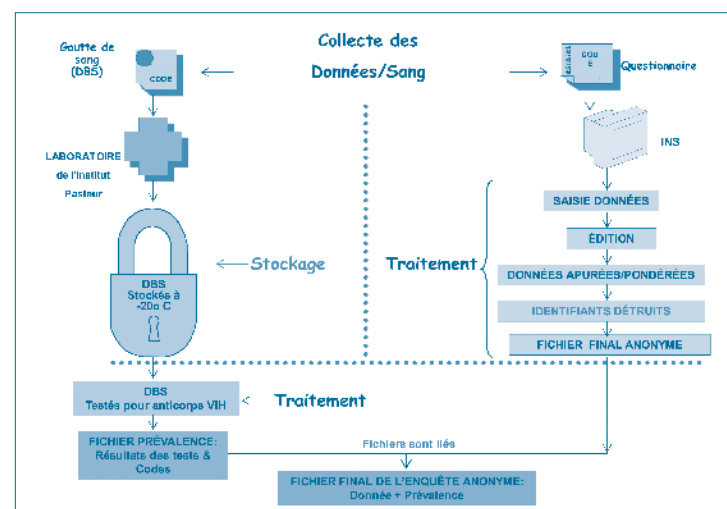 Collecte des
Données/Sang
Goutte de
sang
(DBS)
CODE
Questionnaire
LABORATOIRE
de l'Institut
Pasteur
INS
SAISIE DONNÉES
ÉDITION
Stockage
Traitement
DONNÉES APURÉES/PONDÉRÉES
DBS
Stockés à
-20o C
IDENTIFIANTS DÉTRUITS
FICHIER FINAL ANONYME
DBS
Testés pour anticorps VIH
Traitement
FICHIER PRÉVALENCE:
Résultats des tests &
Codes
Fichiers sont liés
FICHIER FINAL DE L'ENQUÊTE ANONYME:
Donnée + Prévalence